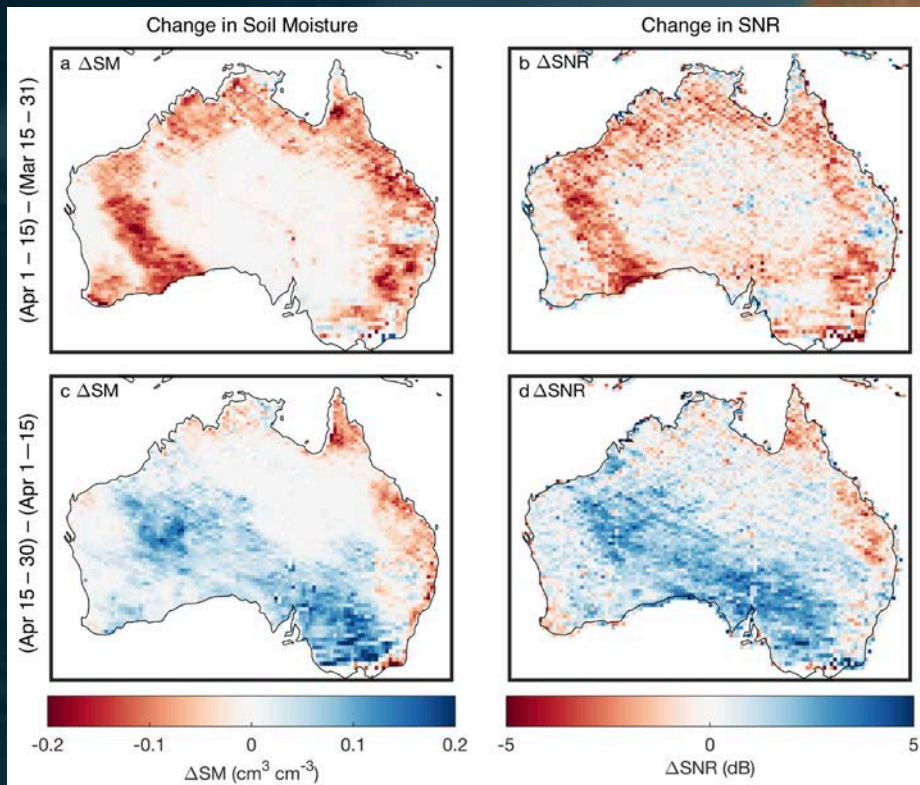 Change in Soil Moisture
Change in SNR
(Apr 1 – 15) – (Mar 15 – 31)
a ΔSM
b ΔSNR
(Apr 15 – 30) – (Apr 1 – 15)
c ΔSM
d ΔSNR
-0.2 -0.1 0 0.1 0.2
ΔSM (cm³ cm⁻³)
-5 0 5
ΔSNR (dB)